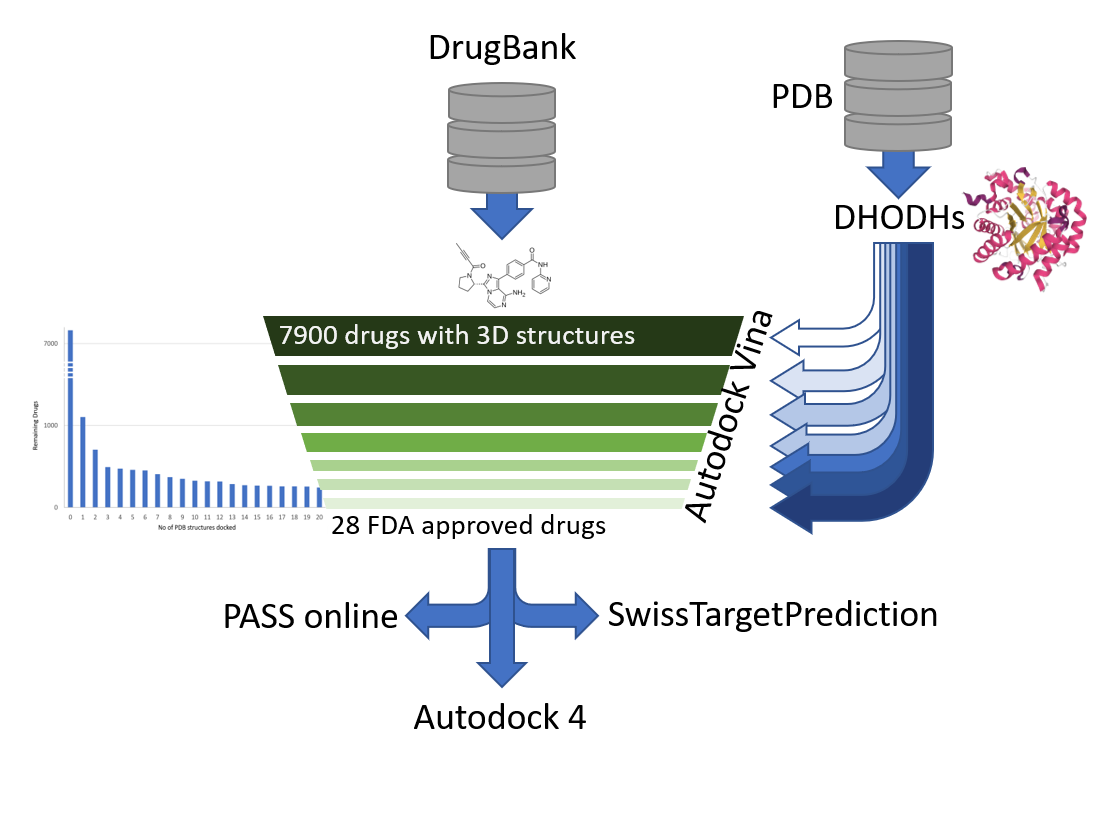 DrugBank
PDB
DHODHs
O
N
N
N
N
NH₂
O
NH
N
7900 drugs with 3D structures
Autodock Vina
7000
1000
0
Remaining Drugs
0 1 2 3 4 5 6 7 8 9 10 11 12 13 14 15 16 17 18 19 20
No of PDB structures docked
28 FDA approved drugs
PASS online
SwissTargetPrediction
Autodock 4